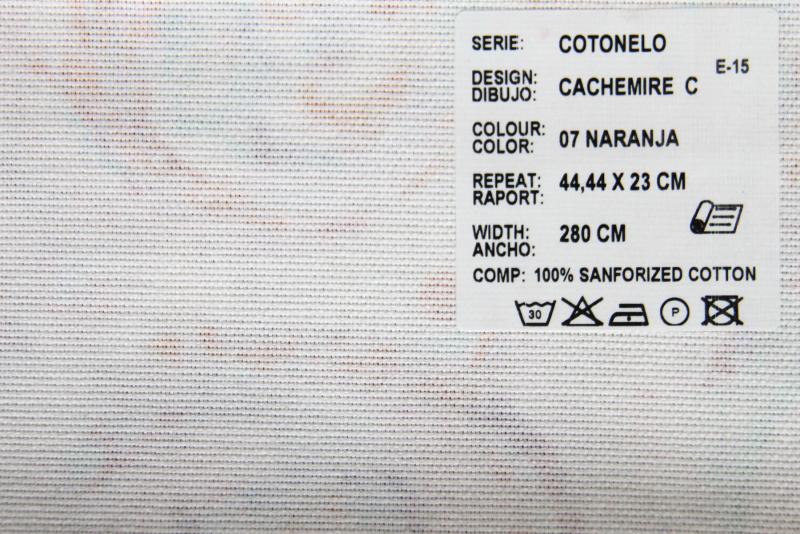 SERIE: COTONELO
E-15
DESIGN:
DIBUJO: CACHEMIRE C
COLOUR:
COLOR: 07 NARANJA
REPEAT: 44,44 X 23 CM
RAPORT:
WIDTH: 280 CM
ANCHO:
COMP: 100% SANFORIZED COTTON
30 P